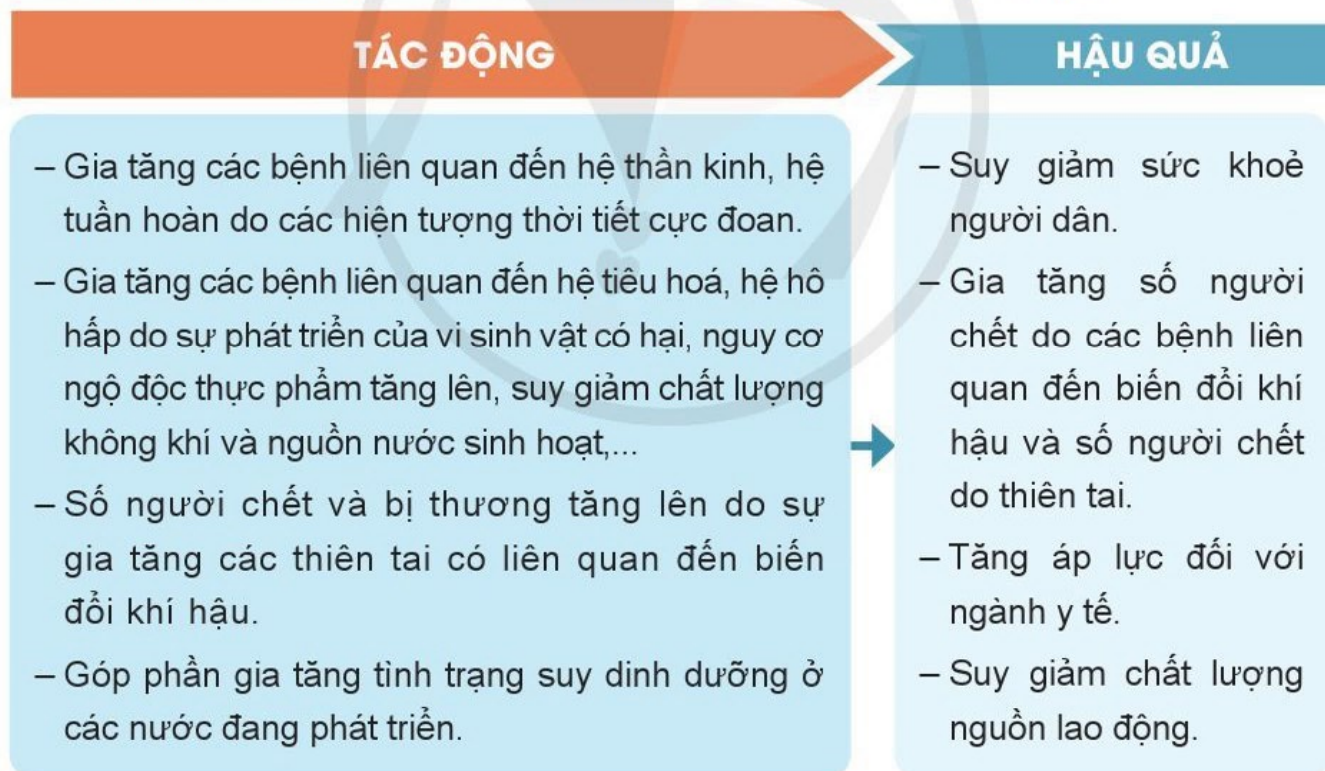 TÁC ĐỘNG
HẬU QUẢ
– Gia tăng các bệnh liên quan đến hệ thần kinh, hệ
tuần hoàn do các hiện tượng thời tiết cực đoan.
– Gia tăng các bệnh liên quan đến hệ tiêu hoá, hệ hô
hấp do sự phát triển của vi sinh vật có hại, nguy cơ
ngộ độc thực phẩm tăng lên, suy giảm chất lượng
không khí và nguồn nước sinh hoạt,...
– Số người chết và bị thương tăng lên do sự
gia tăng các thiên tai có liên quan đến biến
đổi khí hậu.
– Góp phần gia tăng tình trạng suy dinh dưỡng ở
các nước đang phát triển.
– Suy giảm sức khoẻ
người dân.
– Gia tăng số người
chết do các bệnh liên
quan đến biến đổi khí
hậu và số người chết
do thiên tai.
– Tăng áp lực đối với
ngành y tế.
– Suy giảm chất lượng
nguồn lao động.